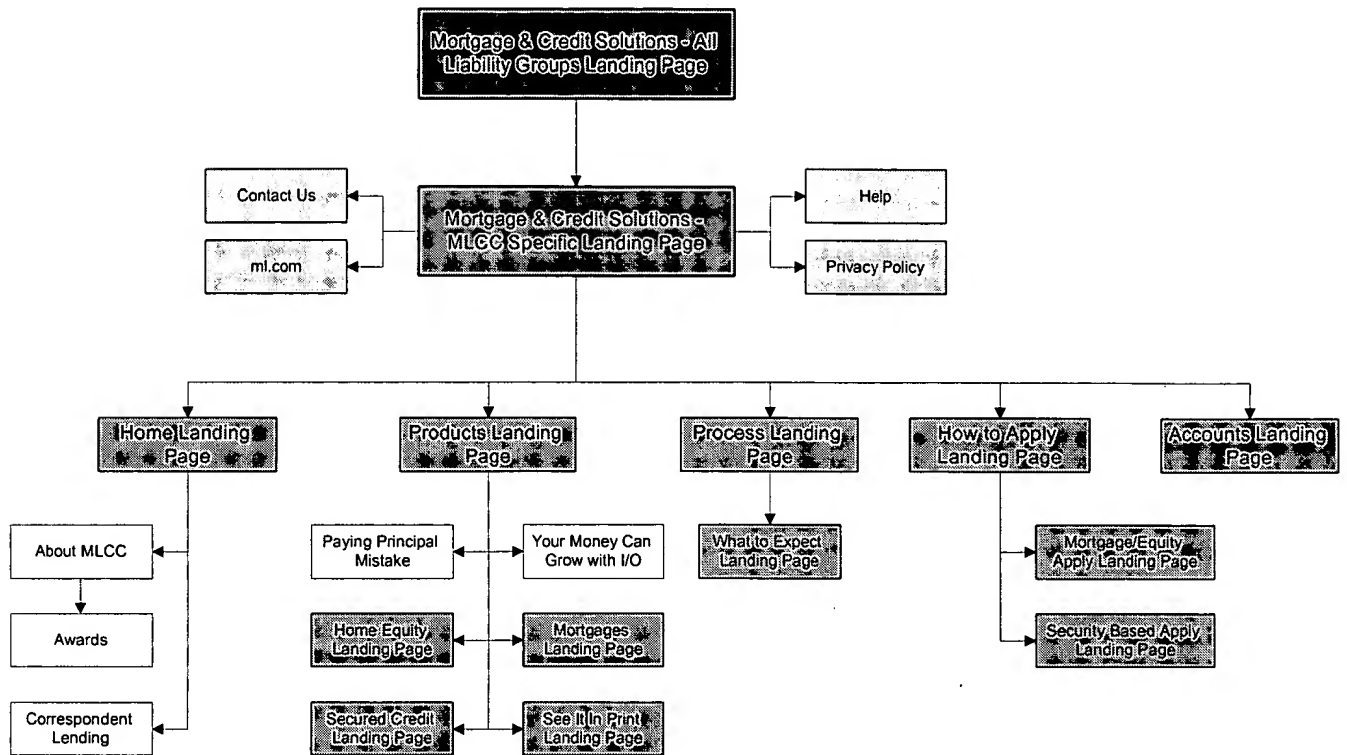 Mortgage & Credit Solutions - All
Liability Groups Landing Page
Contact Us
ml.com
Mortgage & Credit Solutions -
MLCC Specific Landing Page
Help
Privacy Policy
Home Landing
Page
Products Landing
Page
Process Landing
Page
How to Apply
Landing Page
Accounts Landing
Page
About MLCC
Awards
Correspondent
Lending
Paying Principal
Mistake
Your Money Can
Grow with I/O
Home Equity
Landing Page
Mortgages
Landing Page
Secured Credit
Landing Page
See It In Print
Landing Page
What to Expect
Landing Page
Mortgage/Equity
Apply Landing Page
Security Based Apply
Landing Page